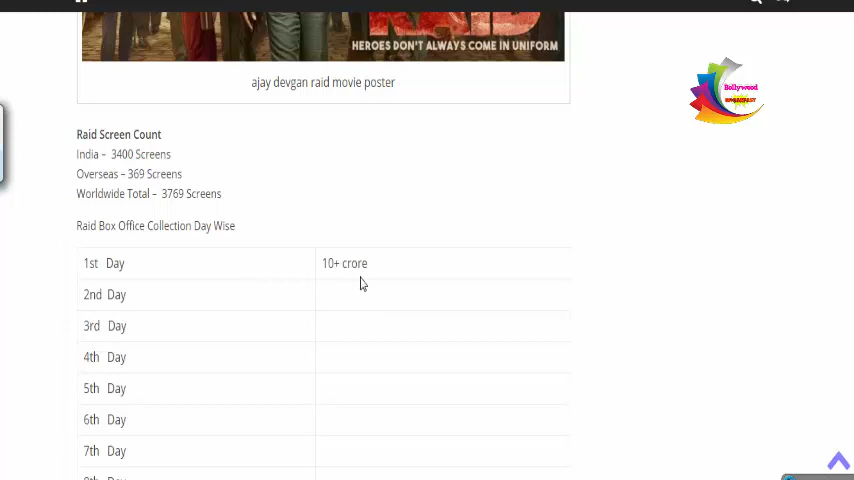 HEROES DON'T ALWAYS COME IN UNIFORM
ajay devgan raid movie poster
Bollywood
Raid Screen Count
India – 3400 Screens
Overseas – 369 Screens
Worldwide Total – 3769 Screens
Raid Box Office Collection Day Wise
1st Day 10+ crore
2nd Day
3rd Day
4th Day
5th Day
6th Day
7th Day